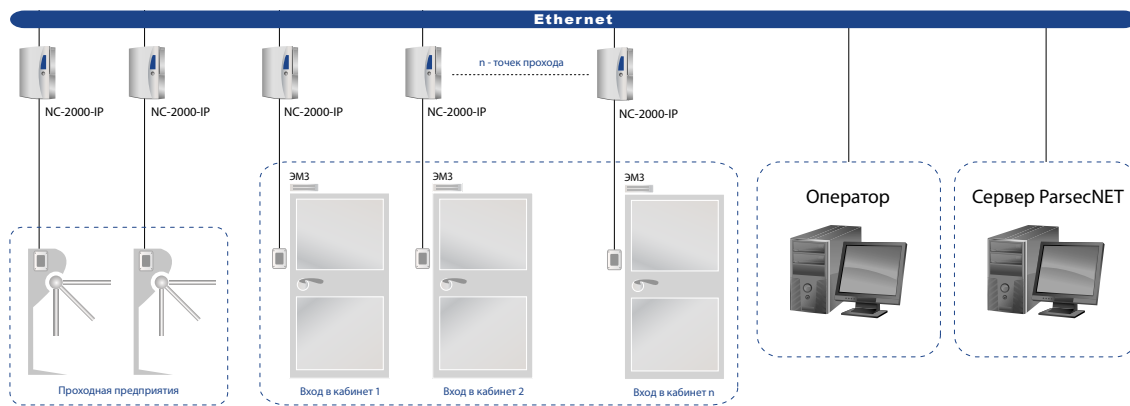 Ethernet
n - точек прохода
NC-2000-IP
NC-2000-IP
NC-2000-IP
NC-2000-IP
NC-2000-IP
ЭМЗ
ЭМЗ
ЭМЗ
Оператор
Сервер ParsecNET
Проходная предприятия
Вход в кабинет 1
Вход в кабинет 2
Вход в кабинет n